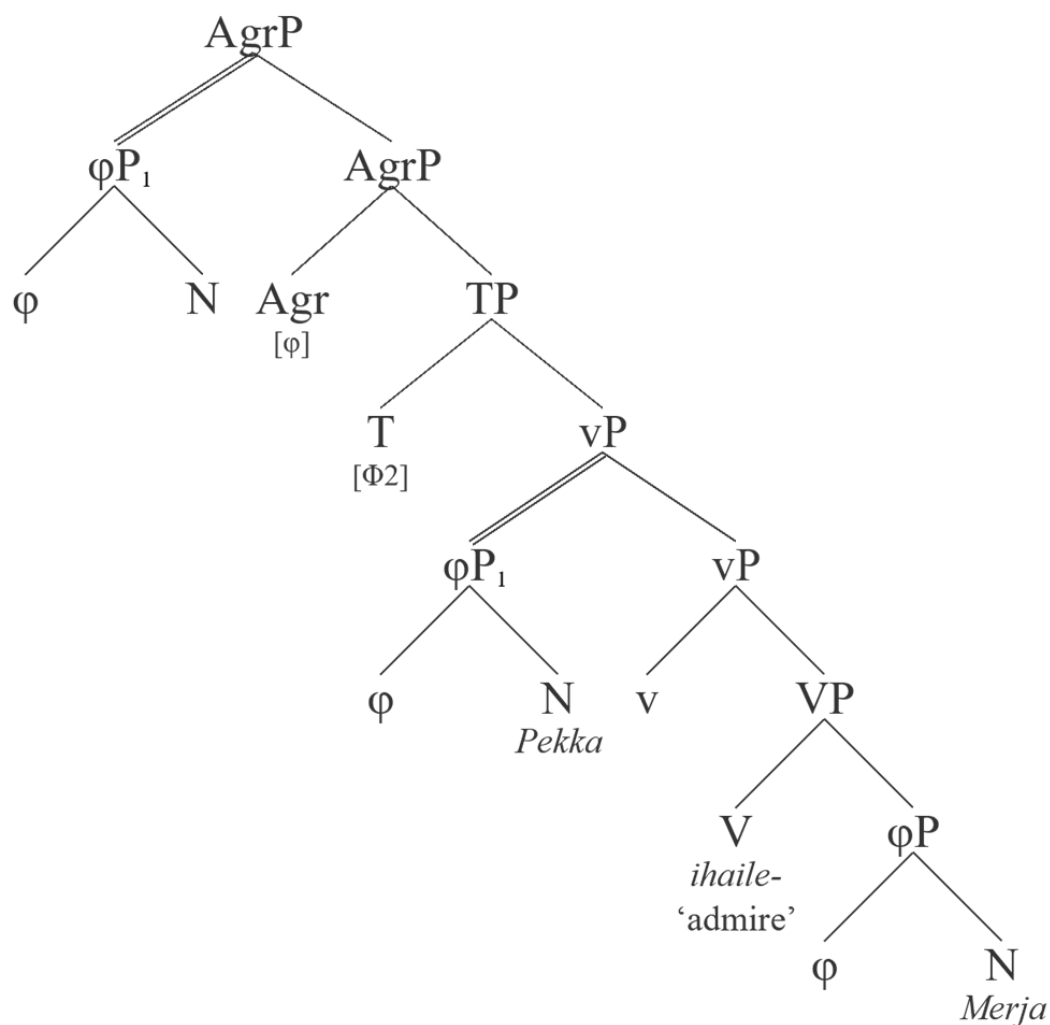 AgrP
φP₁ AgrP
φ N Agr TP
[φ]
T vP
[Φ2]
φP₁ vP
φ N v VP
Pekka
V φP
ihaile-
‘admire’
φ N
Merja